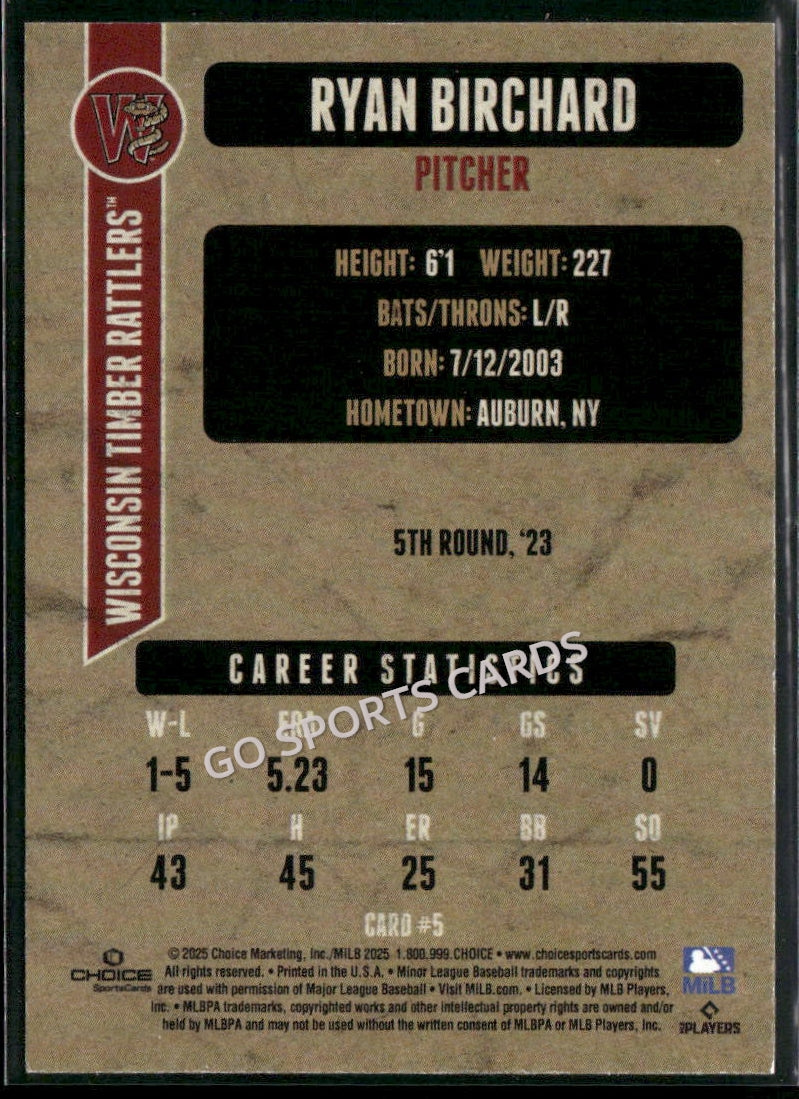 RYAN BIRCHARD
PITCHER
WISCONSIN TIMBER RATTLERS™
W
HEIGHT: 6'1 WEIGHT: 227
BATS/THRONS: L/R
BORN: 7/12/2003
HOMETOWN: AUBURN, NY
5TH ROUND, '23
CAREER STATISTICS
GO SPORTS CARDS
W-L ERA G GS SV
1-5 5.23 15 14 0
IP H ER BB SO
43 45 25 31 55
CARD #5
© 2025 Choice Marketing, Inc./MiLB 2025 1.800.999.CHOICE • www.choicesportscards.com
All rights reserved. • Printed in the U.S.A. • Minor League Baseball trademarks and copyrights
are used with permission of Major League Baseball • Visit MiLB.com. • Licensed by MLB Players,
Inc. • MLBPA trademarks, copyrighted works and other intellectual property rights are owned and/or
held by MLBPA and may not be used without the written consent of MLBPA or MLB Players, Inc.
CHOICE
SportsCards
MiLB
PLAYERS